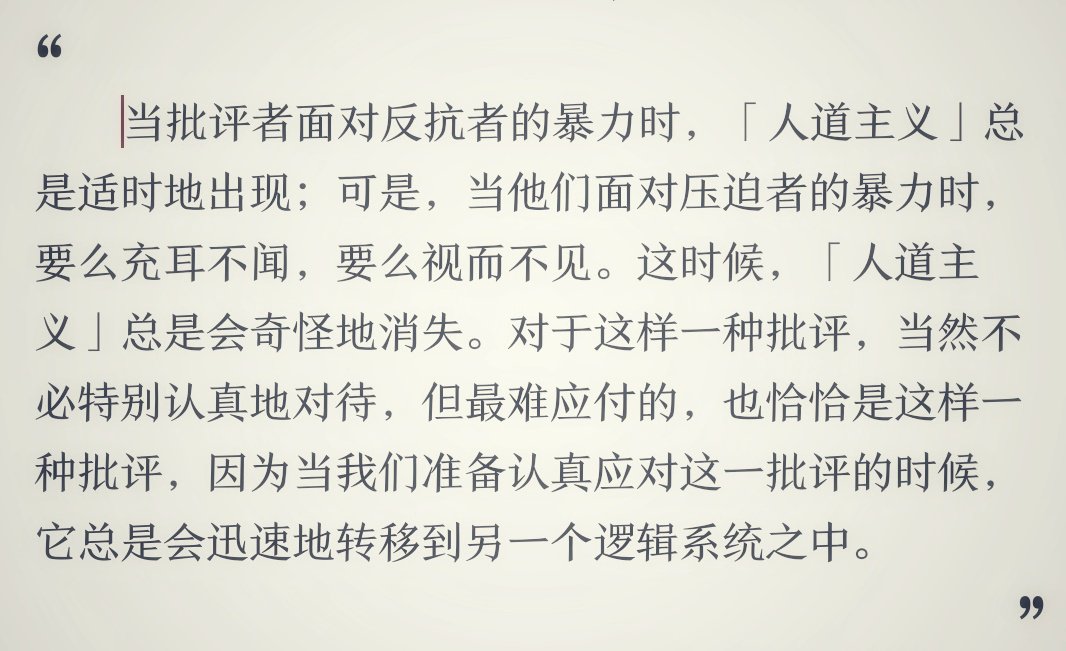 “
当批评者面对反抗者的暴力时，「人道主义」总
是适时地出现；可是，当他们面对压迫者的暴力时，
要么充耳不闻，要么视而不见。这时候，「人道主
义」总是会奇怪地消失。对于这样一种批评，当然不
必特别认真地对待，但最难应付的，也恰恰是这样一
种批评，因为当我们准备认真应对这一批评的时候，
它总是会迅速地转移到另一个逻辑系统之中。
”